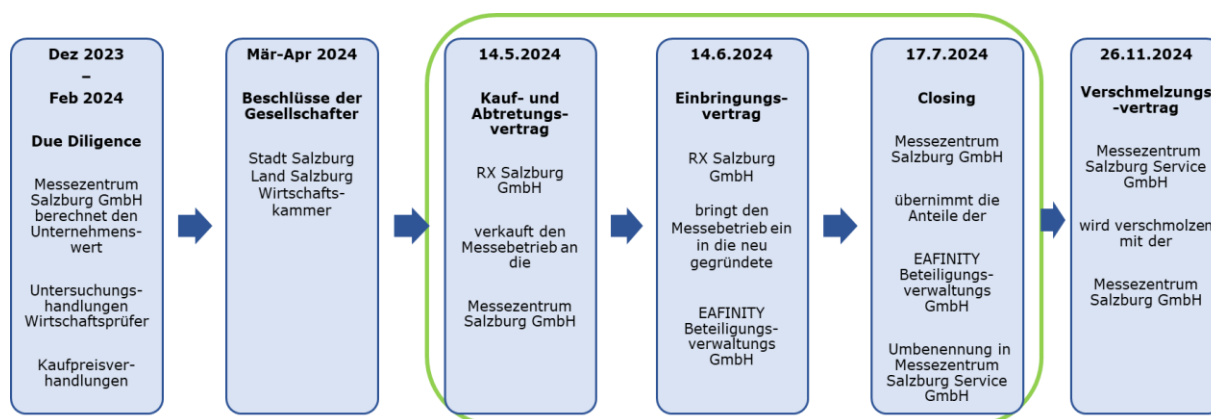 Dez 2023
–
Feb 2024
Due Diligence
Messezentrum
Salzburg GmbH
berechnet den
Unternehmens-
wert
Untersuchungs-
handlungen
Wirtschaftsprüfer
Kaufpreisver-
handlungen
Mär-Apr 2024
Beschlüsse der
Gesellschafter
Stadt Salzburg
Land Salzburg
Wirtschafts-
kammer
14.5.2024
Kauf- und
Abtretungs-
vertrag
RX Salzburg
GmbH
verkauft den
Messebetrieb an
die
Messezentrum
Salzburg GmbH
14.6.2024
Einbringungs-
vertrag
RX Salzburg
GmbH
bringt den
Messebetrieb ein
in die neu
gegründete
EAFINITY
Beteiligungs-
verwaltungs
GmbH
17.7.2024
Closing
Messezentrum
Salzburg GmbH
übernimmt die
Anteile der
EAFINITY
Beteiligungs-
verwaltungs
GmbH
Umbenennung in
Messezentrum
Salzburg Service
GmbH
26.11.2024
Verschmelzungs
-vertrag
Messezentrum
Salzburg Service
GmbH
wird verschmolzen
mit der
Messezentrum
Salzburg GmbH